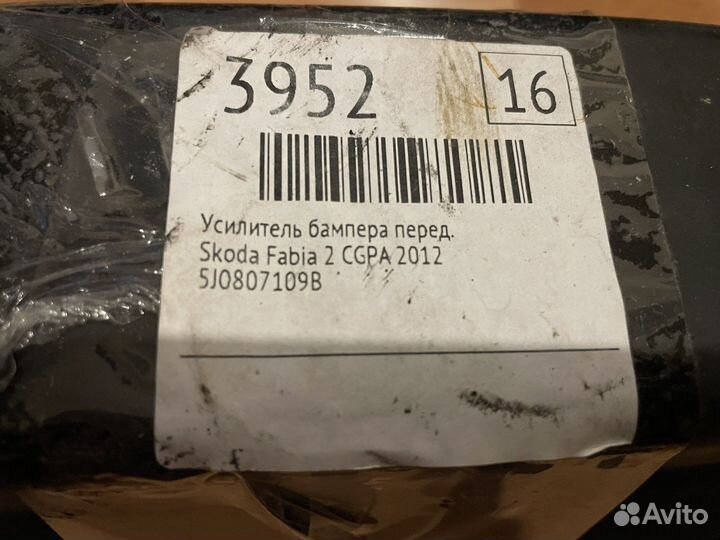 3952
16
Усилитель бампера перед.
Skoda Fabia 2 CGPA 2012
5J0807109B
Avito